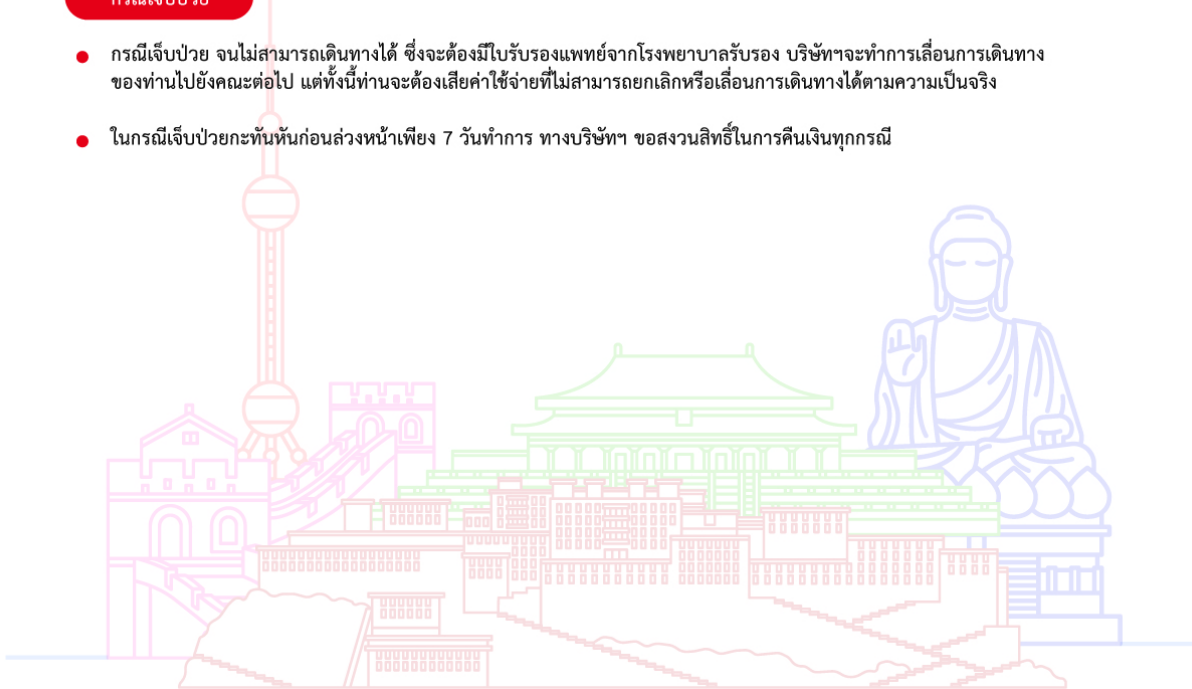 กรณีเจ็บป่วย
กรณีเจ็บป่วย จนไม่สามารถเดินทางได้ ซึ่งจะต้องมีใบรับรองแพทย์จากโรงพยาบาลรับรอง บริษัทฯจะทำการเลื่อนการเดินทาง
ของท่านไปยังคณะต่อไป แต่ทั้งนี้ท่านจะต้องเสียค่าใช้จ่ายที่ไม่สามารถยกเลิกหรือเลื่อนการเดินทางได้ตามความเป็นจริง
ในกรณีเจ็บป่วยกะทันหันก่อนล่วงหน้าเพียง 7 วันทำการ ทางบริษัทฯ ขอสงวนสิทธิ์ในการคืนเงินทุกกรณี